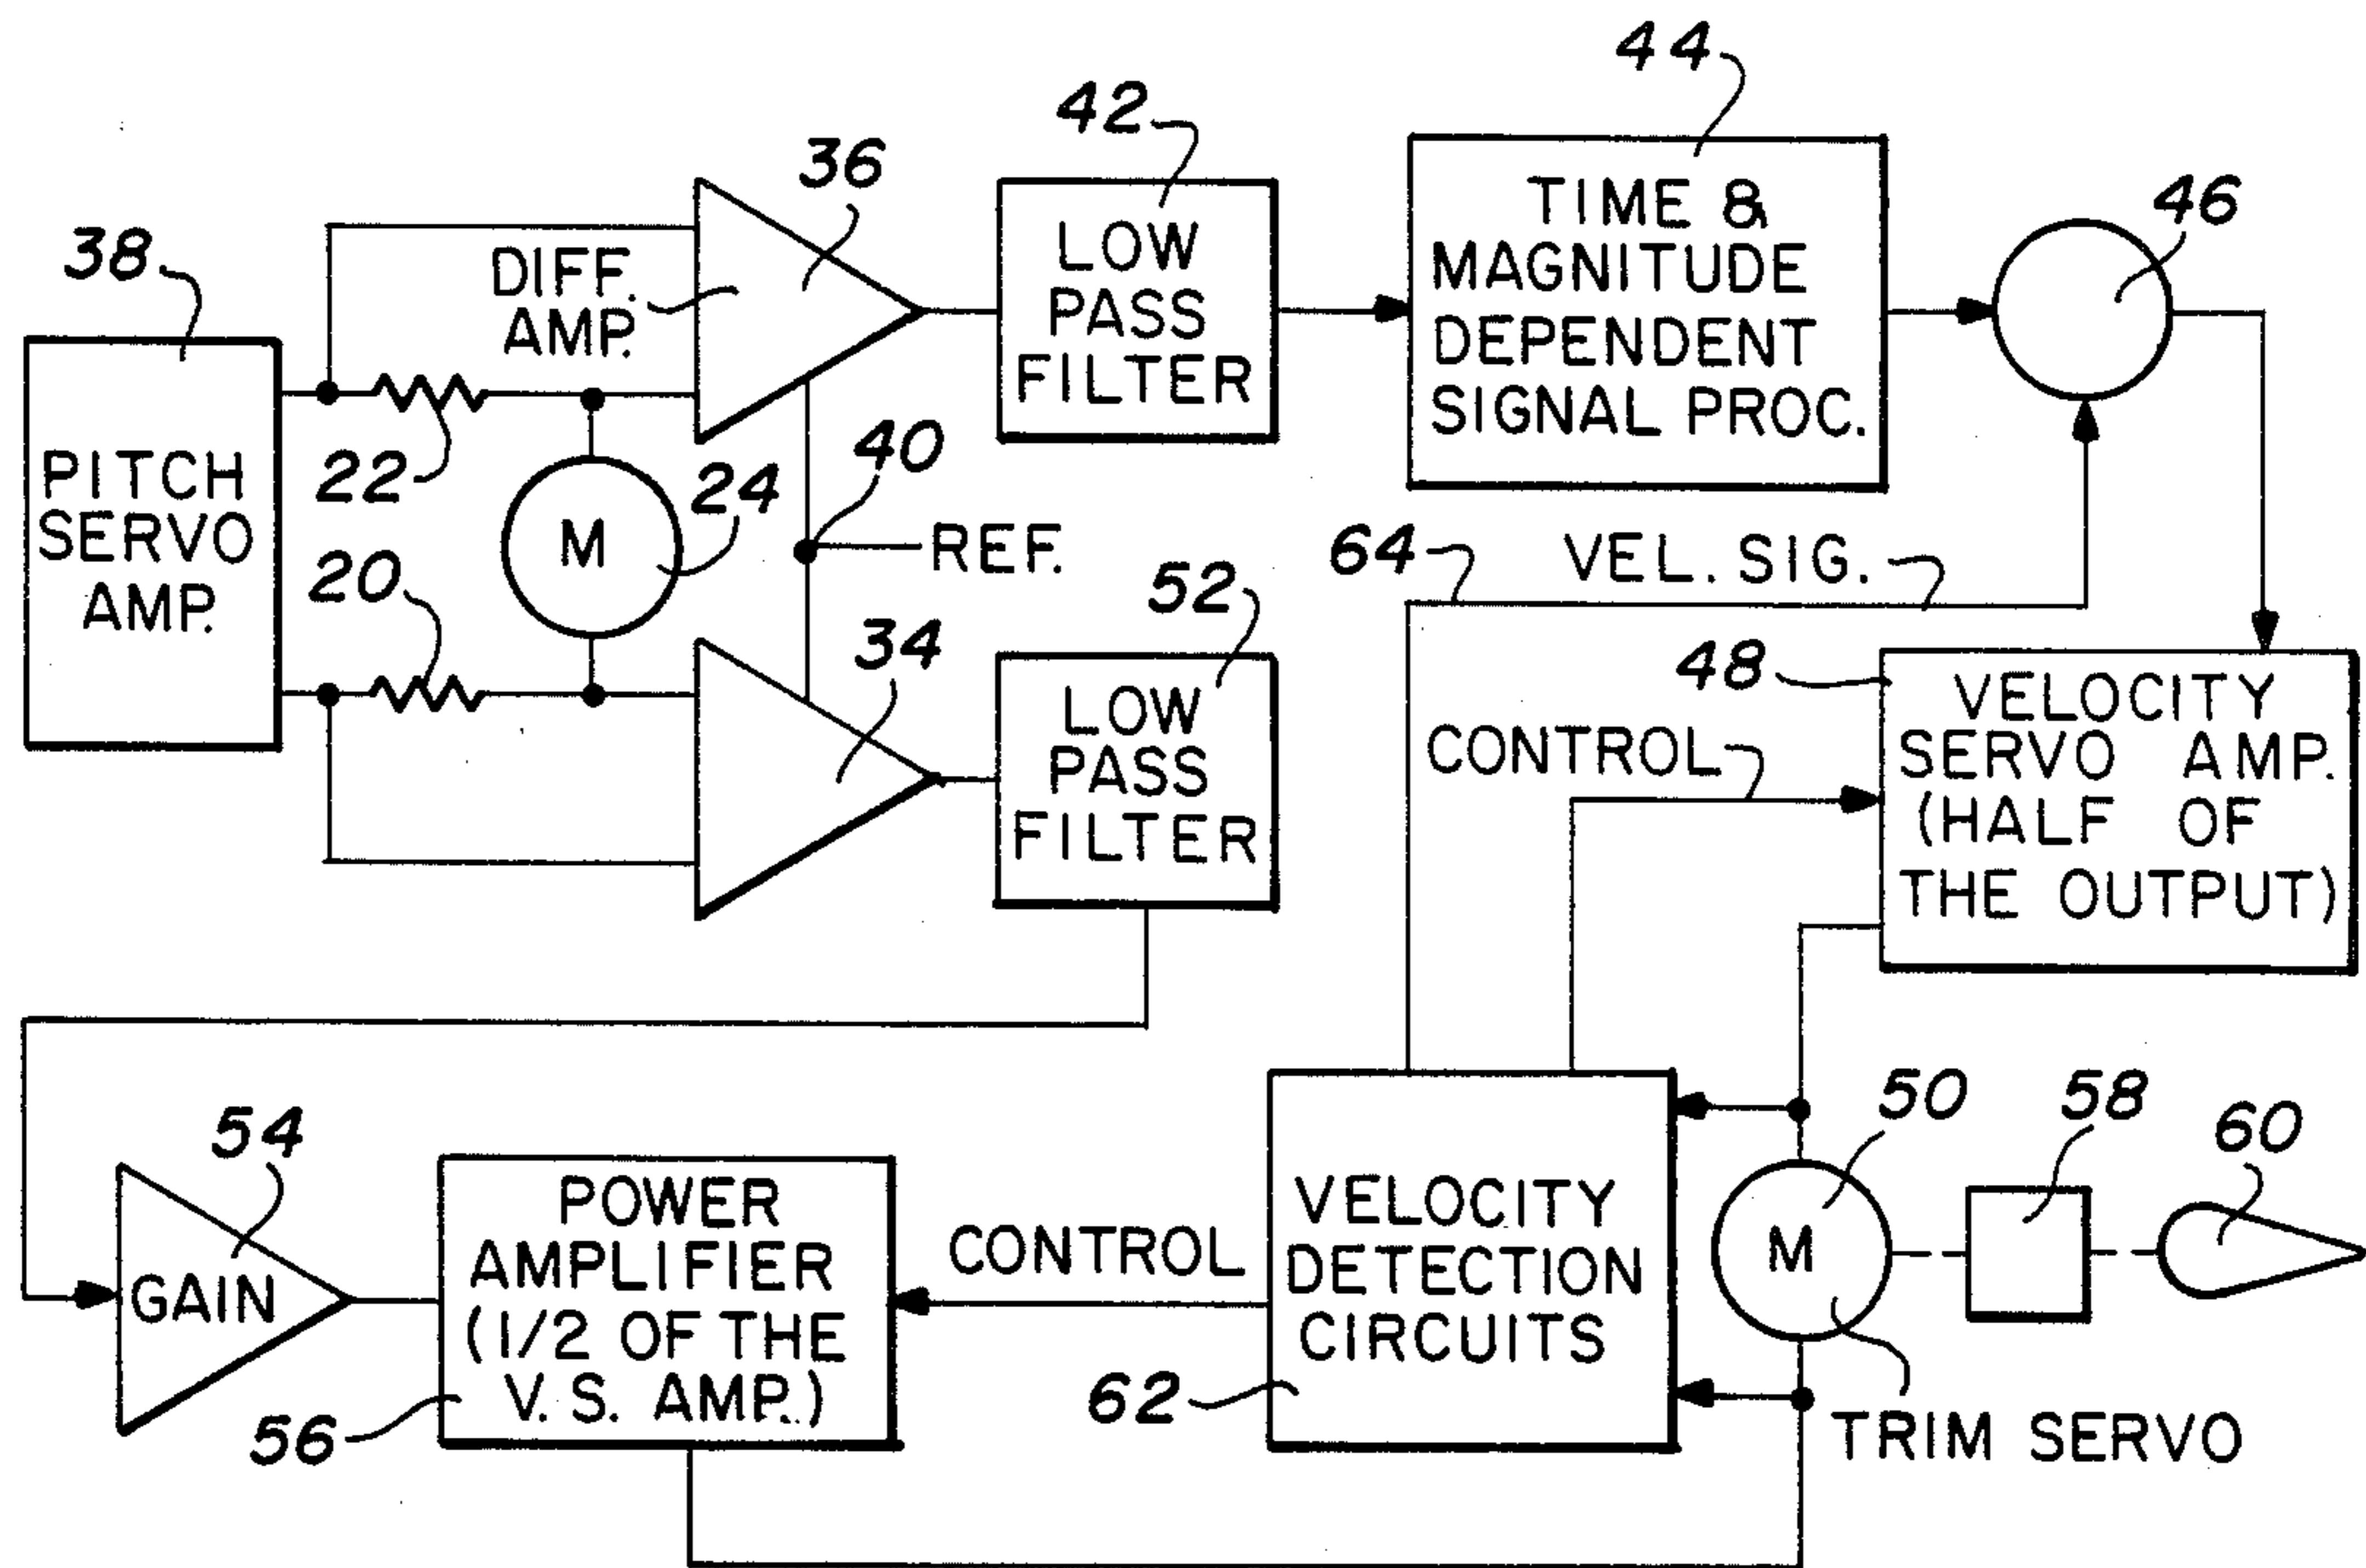 44
42
36
46
38
TIME &
MAGNITUDE
DEPENDENT
SIGNAL PROC.
LOW
PASS
FILTER
DIFF.
AMP.
22
40
24
PITCH
SERVO
AMP.
M
REF.
64
VEL. SIG.
20
52
34
48
LOW
PASS
FILTER
VELOCITY
SERVO AMP.
(HALF OF
THE OUTPUT)
CONTROL
50
58
60
54
GAIN
POWER
AMPLIFIER
(1/2 OF THE
V. S. AMP.)
56
CONTROL
VELOCITY
DETECTION
CIRCUITS
62
M
TRIM SERVO